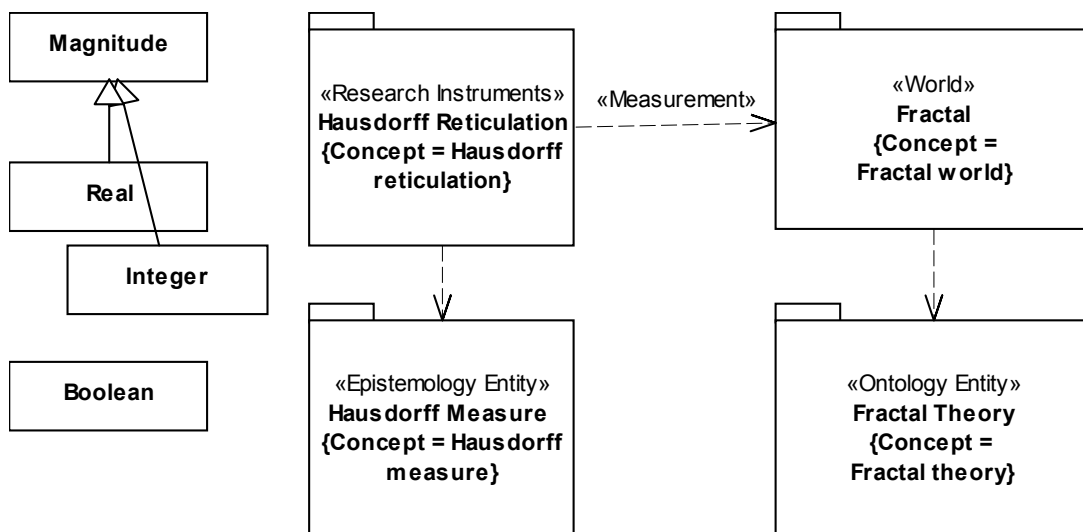 Magnitude
Real
Integer
Boolean
«Research Instruments»
Hausdorff Reticulation
{Concept = Hausdorff
reticulation}
«Measurement»
«World»
Fractal
{Concept =
Fractal world}
«Epistemology Entity»
Hausdorff Measure
{Concept = Hausdorff
measure}
«Ontology Entity»
Fractal Theory
{Concept =
Fractal theory}